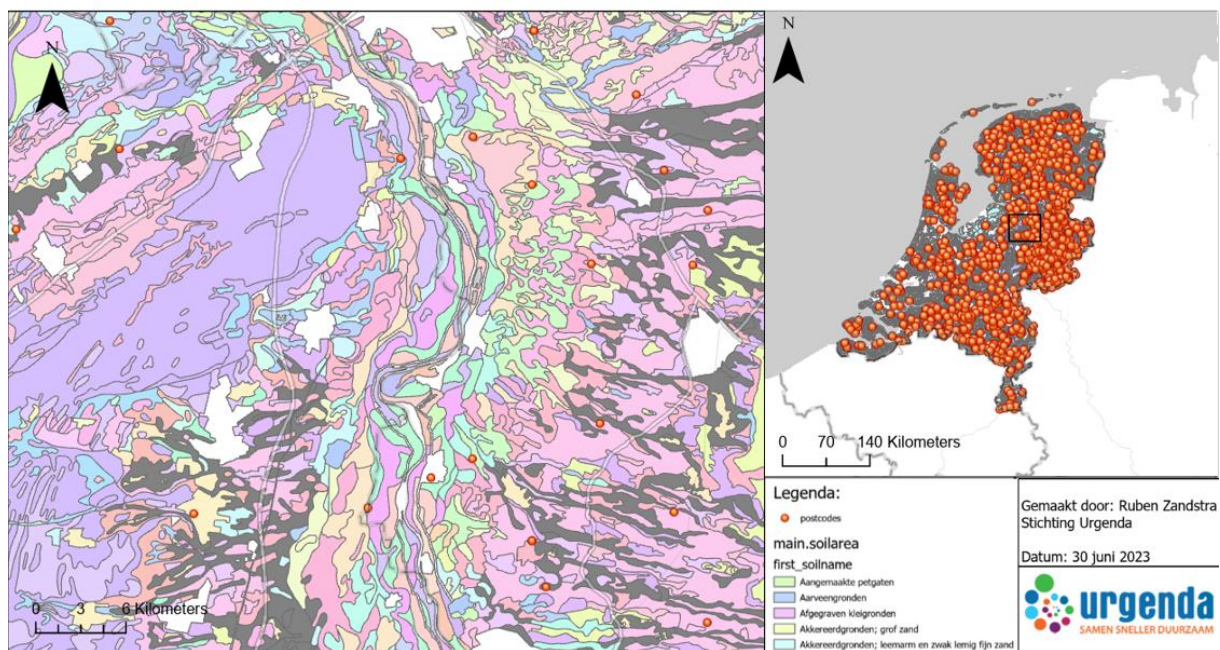 N
0 3 6 Kilometers
N
0 70 140 Kilometers
Legenda:
postcodes
main.soilarea
first_soilname
Aangemaakte petgaten
Aarveengronden
Afgegraven kleigronden
Akkereerdgronden; grof zand
Akkereerdgronden; leemarm en zwak lemig fijn zand
Gemaakt door: Ruben Zandstra
Stichting Urgenda
Datum: 30 juni 2023
urgenda
SAMEN SNELLER DUURZAAM